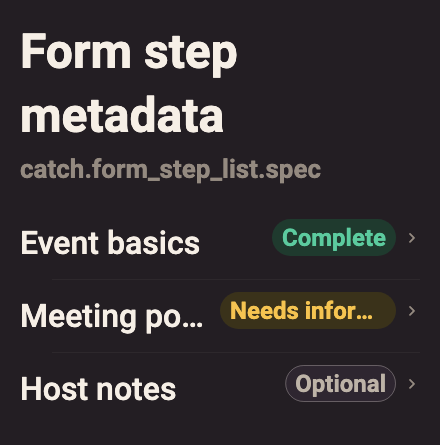 Form step
metadata
catch.form_step_list.spec
Event basics Complete
Meeting po... Needs infor...
Host notes Optional